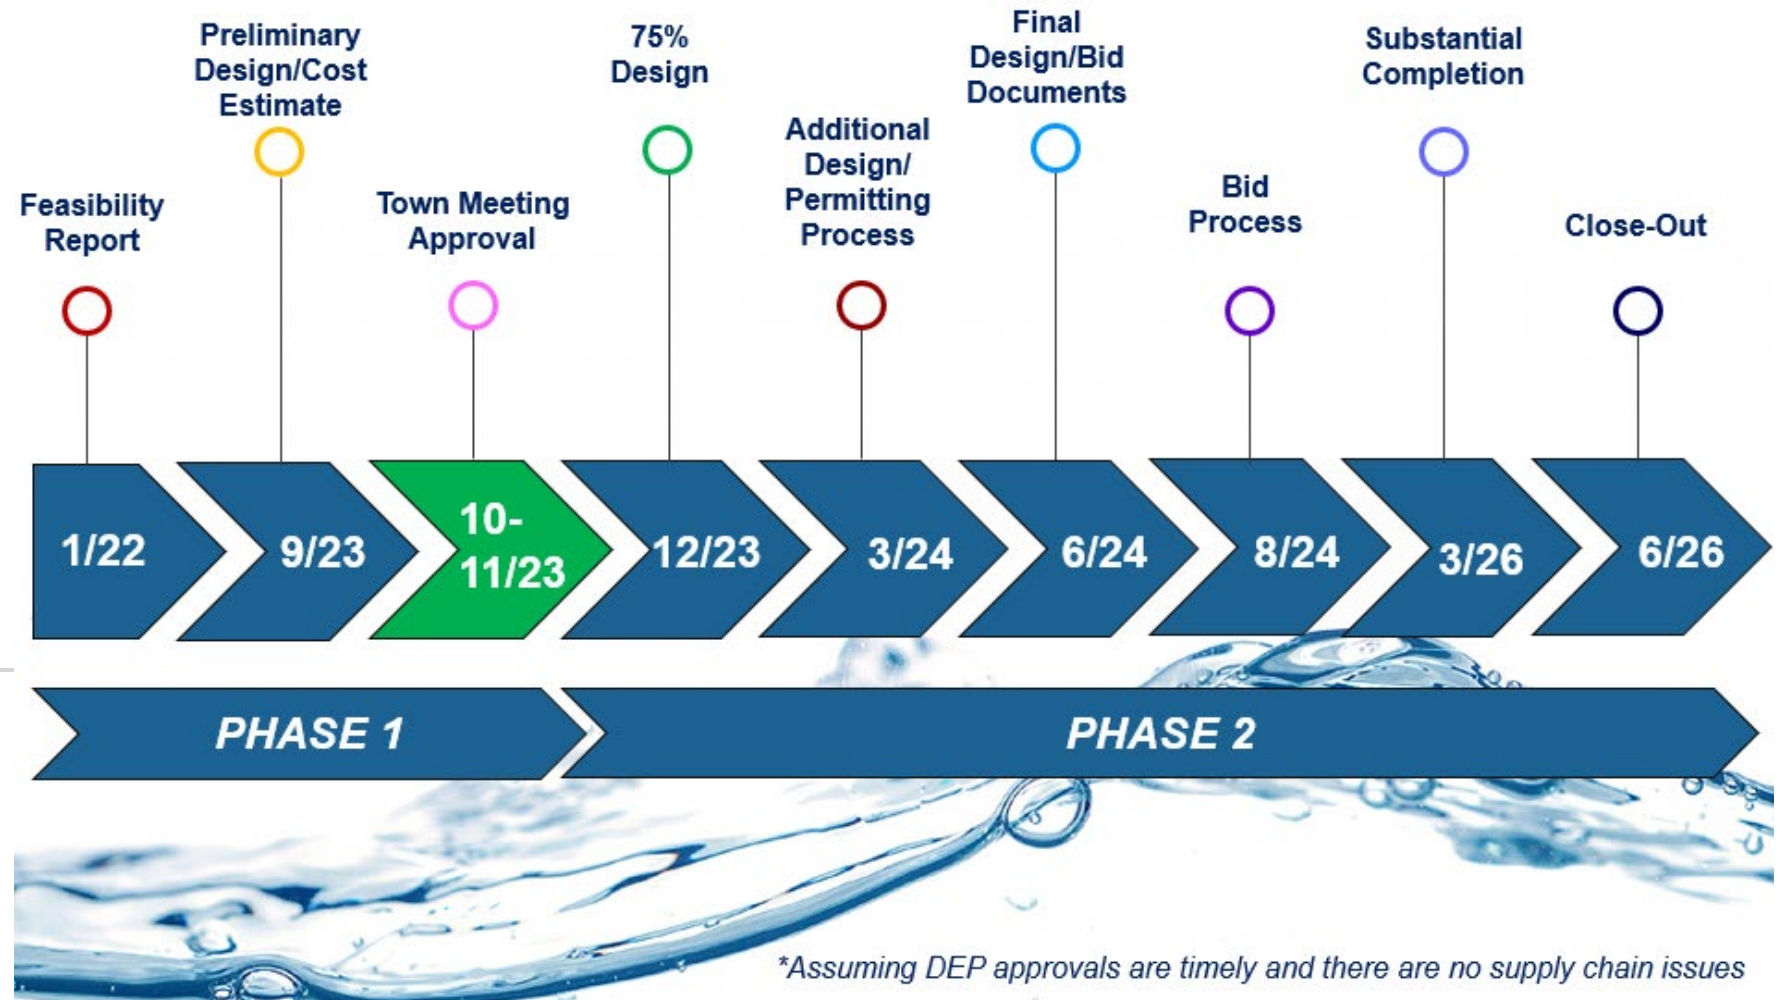 Feasibility
Report
Preliminary
Design/Cost
Estimate
Town Meeting
Approval
75%
Design
Additional
Design/
Permitting
Process
Final
Design/Bid
Documents
Bid
Process
Substantial
Completion
Close-Out
1/22
9/23
10-
11/23
12/23
3/24
6/24
8/24
3/26
6/26
PHASE 1
PHASE 2
*Assuming DEP approvals are timely and there are no supply chain issues